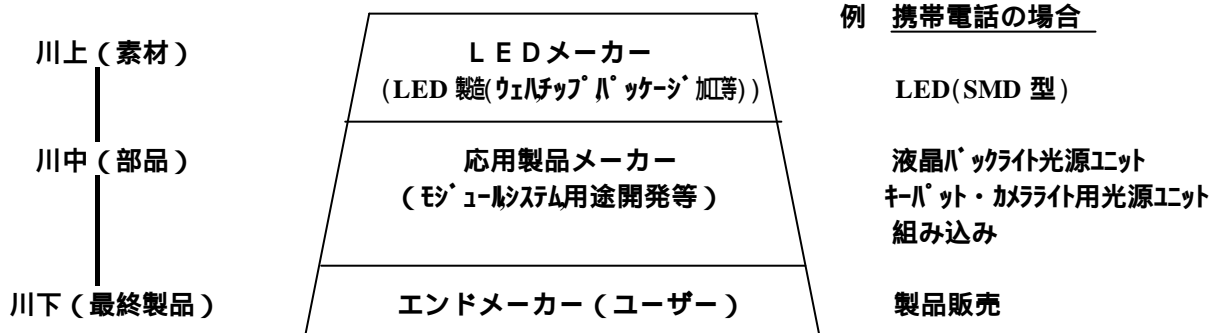 例 携帯電話の場合
川上(素材)
LEDメーカー
(LED 製造(ウェハ,チップ,パッケージ加工等))
LED(SMD 型)
川中(部品)
応用製品メーカー
(モジュール,システム,用途開発等)
液晶バックライト光源ユニット
キーパット・カメラライト用光源ユニット
組み込み
川下(最終製品)
エンドメーカー(ユーザー)
製品販売